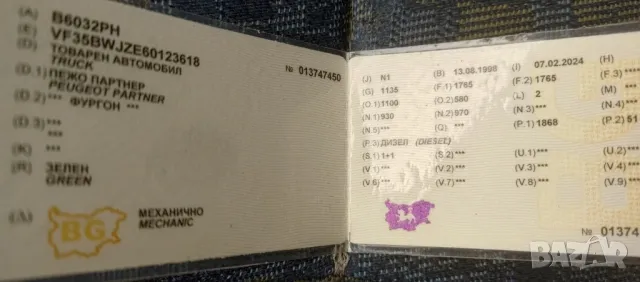 (A) B6032PH
(E) VF35BWJZE60123618
ТОВАРЕН АВТОМОБИЛ
TRUCK
№ 013747450
(D.1) ПЕЖО ПАРТНЕР
PEUGEOT PARTNER
(D.2) *** ФУРГОН ***
(D.3) ***
(K) ***
(R) ЗЕЛЕН
GREEN
(A) МЕХАНИЧНО
MECHANIC
BG
(J) N1 (B) 13.08.1998 (I) 07.02.2024 (H)
(G) 1135 (F.1) 1765 (F.2) 1765 (F.3) ***
(O.1) 1100 (O.2) 580 (L) 2 (M) ***
(N.1) 930 (N.2) 970 (N.3) *** (N.4) ***
(N.5) *** (Q) *** (P.1) 1868 (P.2) 51
(P.3) ДИЗЕЛ (DIESEL)
(S.1) 1+1 (S.2) *** (U.1) *** (U.2) ***
(V.1) *** (V.2) *** (V.3) *** (V.4) ***
(V.6) *** (V.7) *** (V.8) *** (V.9) ***
№ 01374
BAZAR